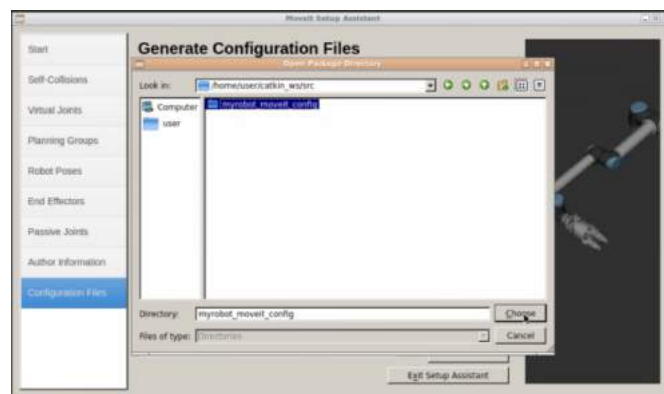 MoveIt Setup Assistant
Start
Self-Collisions
Virtual Joints
Planning Groups
Robot Poses
End Effectors
Passive Joints
Author Information
Configuration Files
Generate Configuration Files
Open Package Directory
Look in: /home/user/catkin_ws/src
Computer
user
myrobot_moveit_config
Directory: myrobot_moveit_config
Choose
Files of type: Directories
Cancel
Exit Setup Assistant